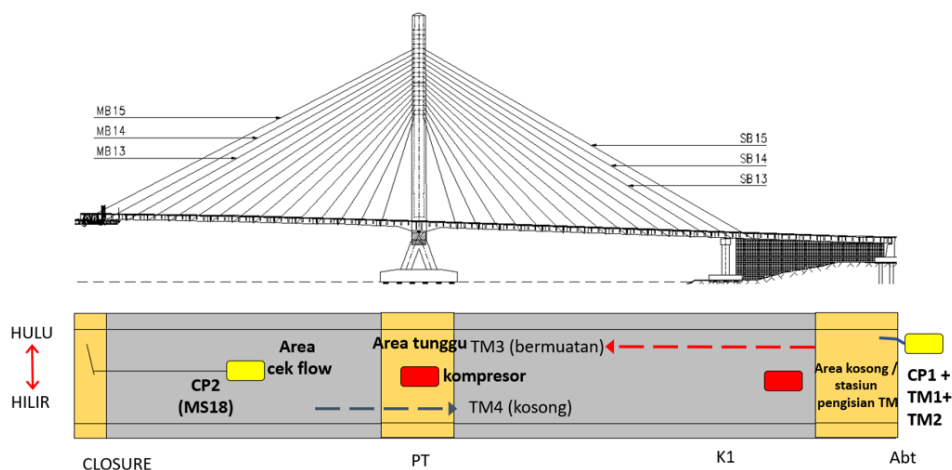 MB15
MB14
MB13
SB15
SB14
SB13
HULU
HILIR
Area
cek flow
CP2
(MS18)
Area tunggu
TM3 (bermuatan)
kompresor
TM4 (kosong)
Area kosong /
stasiun
pengisian TM
CP1 +
TM1+
TM2
CLOSURE
PT
K1
Abt